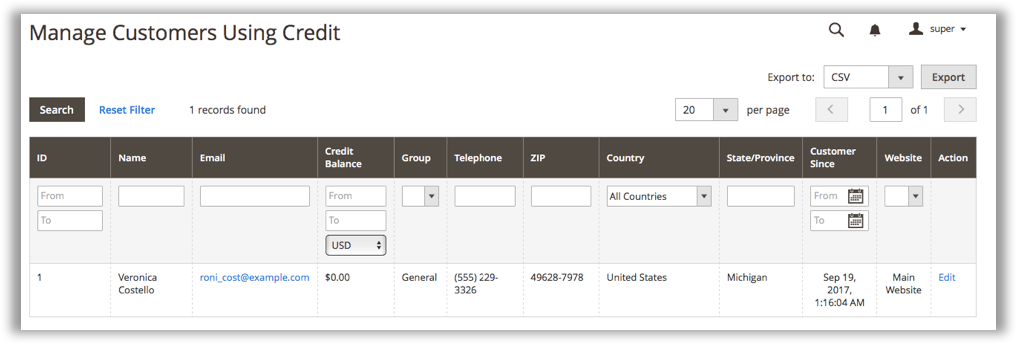 Manage Customers Using Credit
super
Export to: CSV Export
Search Reset Filter 1 records found 20 per page 1 of 1
ID Name Email Credit Balance Group Telephone ZIP Country State/Province Customer Since Website Action
From From All Countries From
To To To
USD
1 Veronica Costello roni_cost@example.com $0.00 General (555) 229-3326 49628-7978 United States Michigan Sep 19, 2017, 1:16:04 AM Main Website Edit